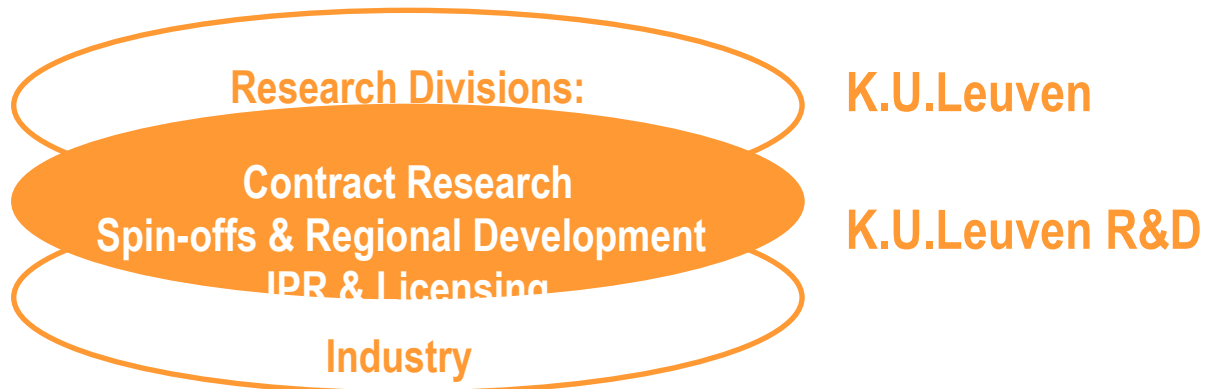 Research Divisions:
K.U.Leuven
Contract Research
Spin-offs & Regional Development
K.U.Leuven R&D
IPR & Licensing
Industry